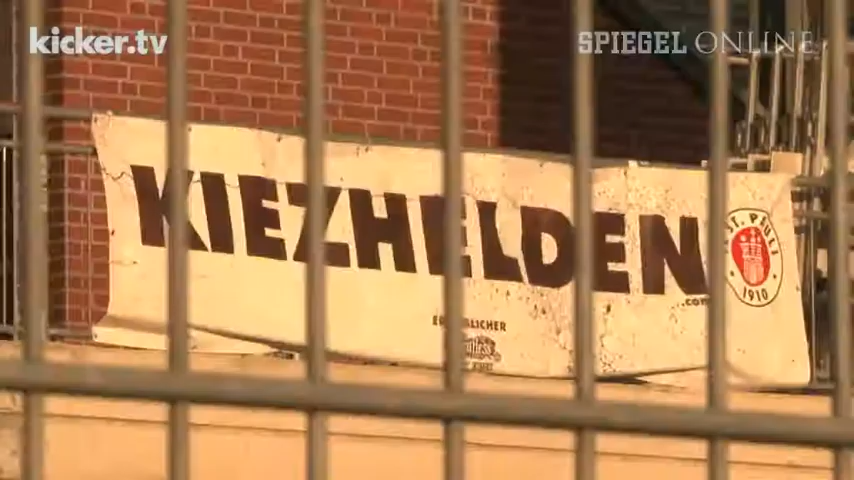 kicker.tv
SPIEGEL ONLINE
KIEZHELDEN
.com
ST. PAULI
1910